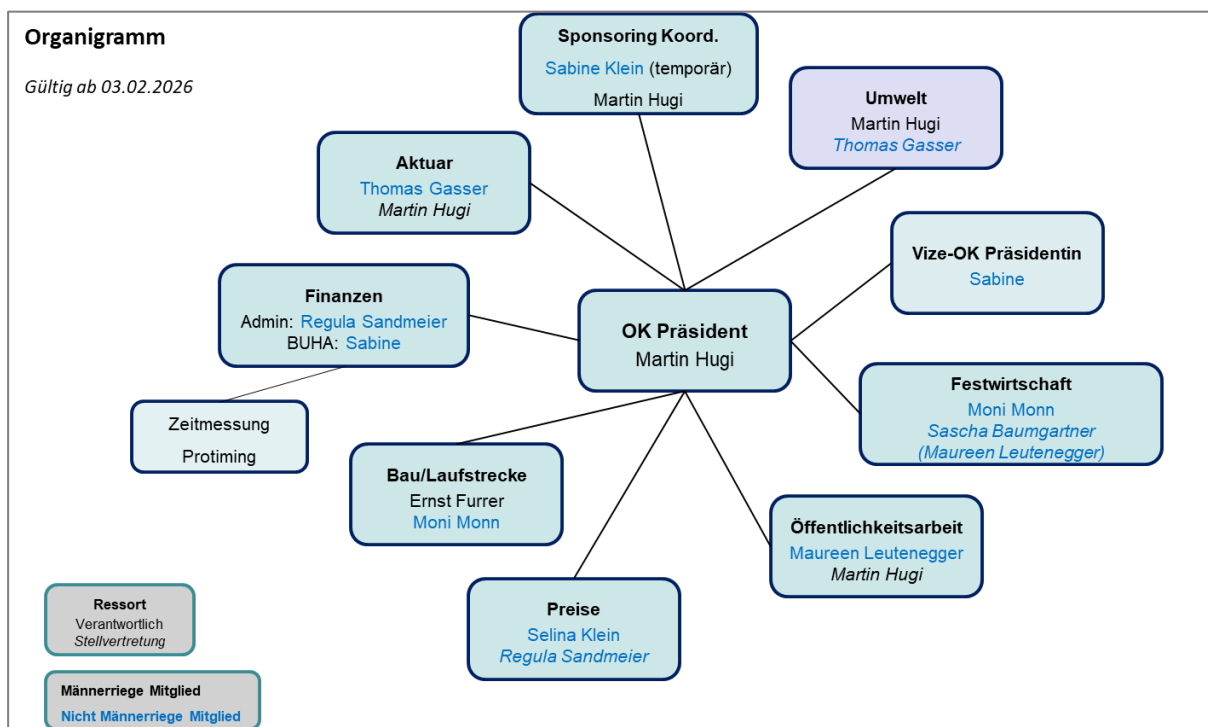 Organigramm
Gültig ab 03.02.2026
Sponsoring Koord.
Sabine Klein (temporär)
Martin Hugi
Umwelt
Martin Hugi
Thomas Gasser
Aktuar
Thomas Gasser
Martin Hugi
Vize-OK Präsidentin
Sabine
Finanzen
Admin: Regula Sandmeier
BUHA: Sabine
OK Präsident
Martin Hugi
Festwirtschaft
Moni Monn
Sascha Baumgartner
(Maureen Leutenegger)
Zeitmessung
Protiming
Bau/Laufstrecke
Ernst Furrer
Moni Monn
Öffentlichkeitsarbeit
Maureen Leutenegger
Martin Hugi
Preise
Selina Klein
Regula Sandmeier
Ressort
Verantwortlich
Stellvertretung
Männerriege Mitglied
Nicht Männerriege Mitglied